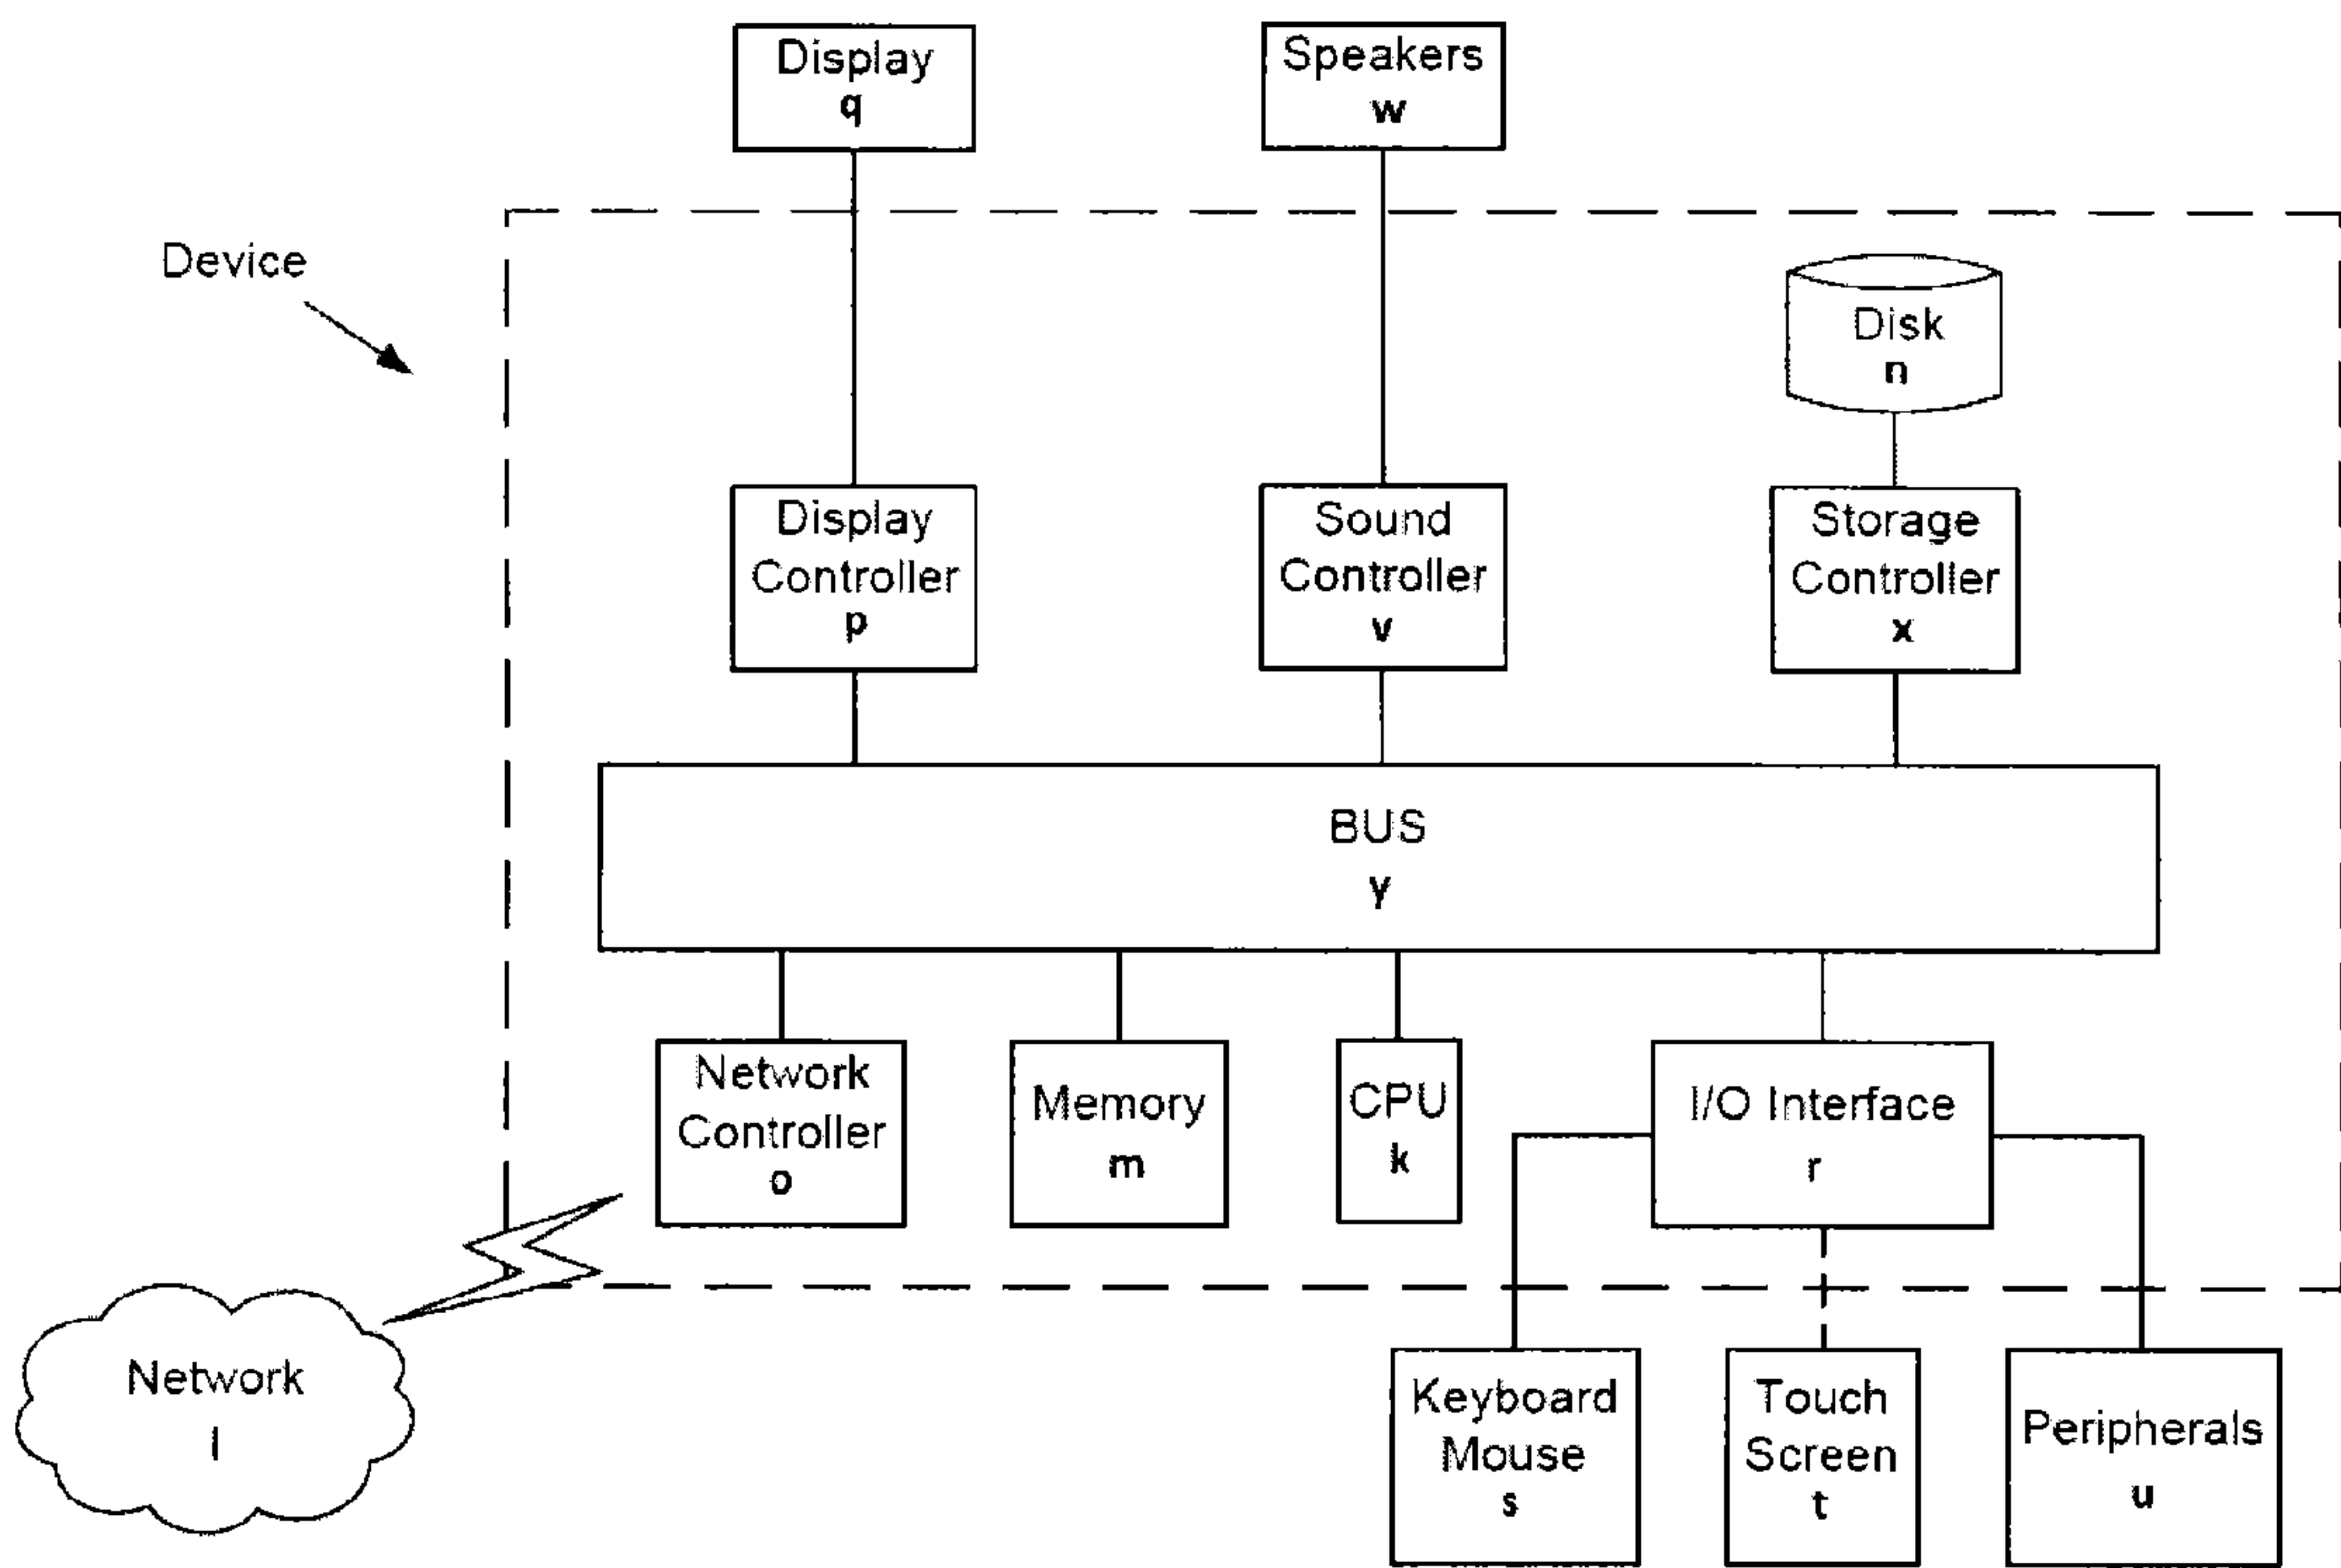 Display
q
Speakers
w
Device
Disk
n
Display
Controller
p
Sound
Controller
v
Storage
Controller
x
BUS
y
Network
Controller
o
Memory
m
CPU
k
I/O Interface
r
Network
l
Keyboard
Mouse
s
Touch
Screen
t
Peripherals
u